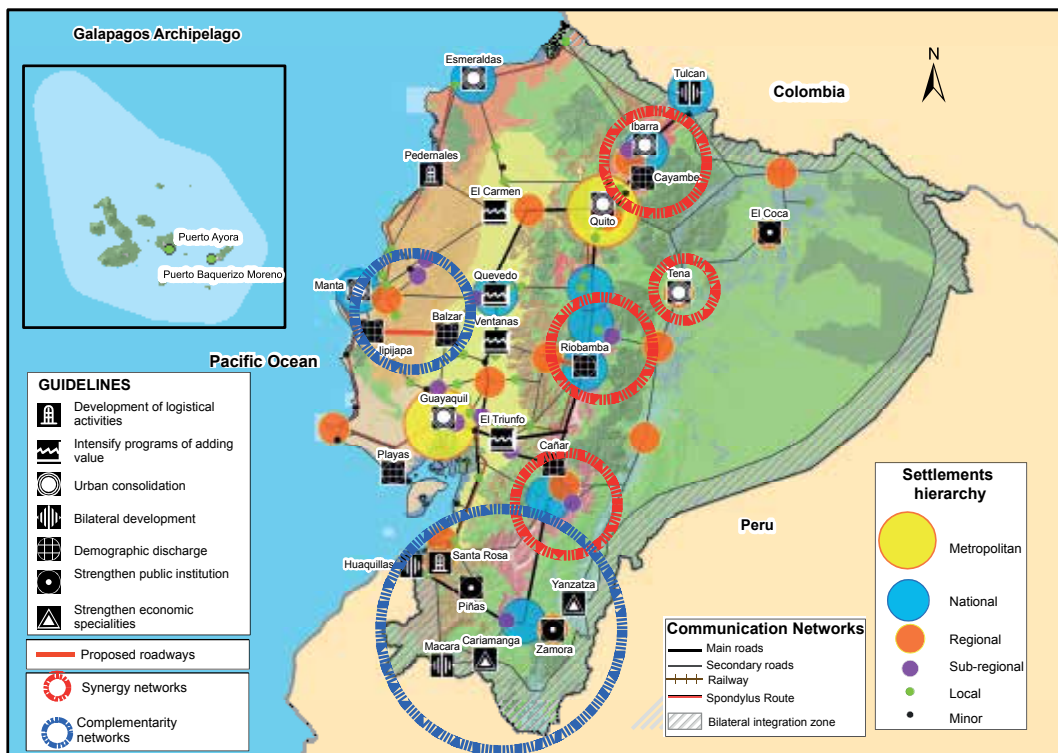 Galapagos Archipelago
Puerto Ayora
Puerto Baquerizo Moreno
Pacific Ocean
Colombia
Peru
N
Esmeraldas
Tulcan
Ibarra
Cayambe
Pedernales
El Carmen
Quito
El Coca
Tena
Manta
Quevedo
Balzar
Ventanas
Jipijapa
Riobamba
Guayaquil
El Triunfo
Cañar
Playas
Huaquillas
Santa Rosa
Piñas
Yanzatza
Cariamanga
Zamora
Macara
GUIDELINES
Development of logistical
activities
Intensify programs of adding
value
Urban consolidation
Bilateral development
Demographic discharge
Strengthen public institution
Strengthen economic
specialities
Proposed roadways
Synergy networks
Complementarity
networks
Communication Networks
Main roads
Secondary roads
Railway
Spondylus Route
Bilateral integration zone
Settlements
hierarchy
Metropolitan
National
Regional
Sub-regional
Local
Minor